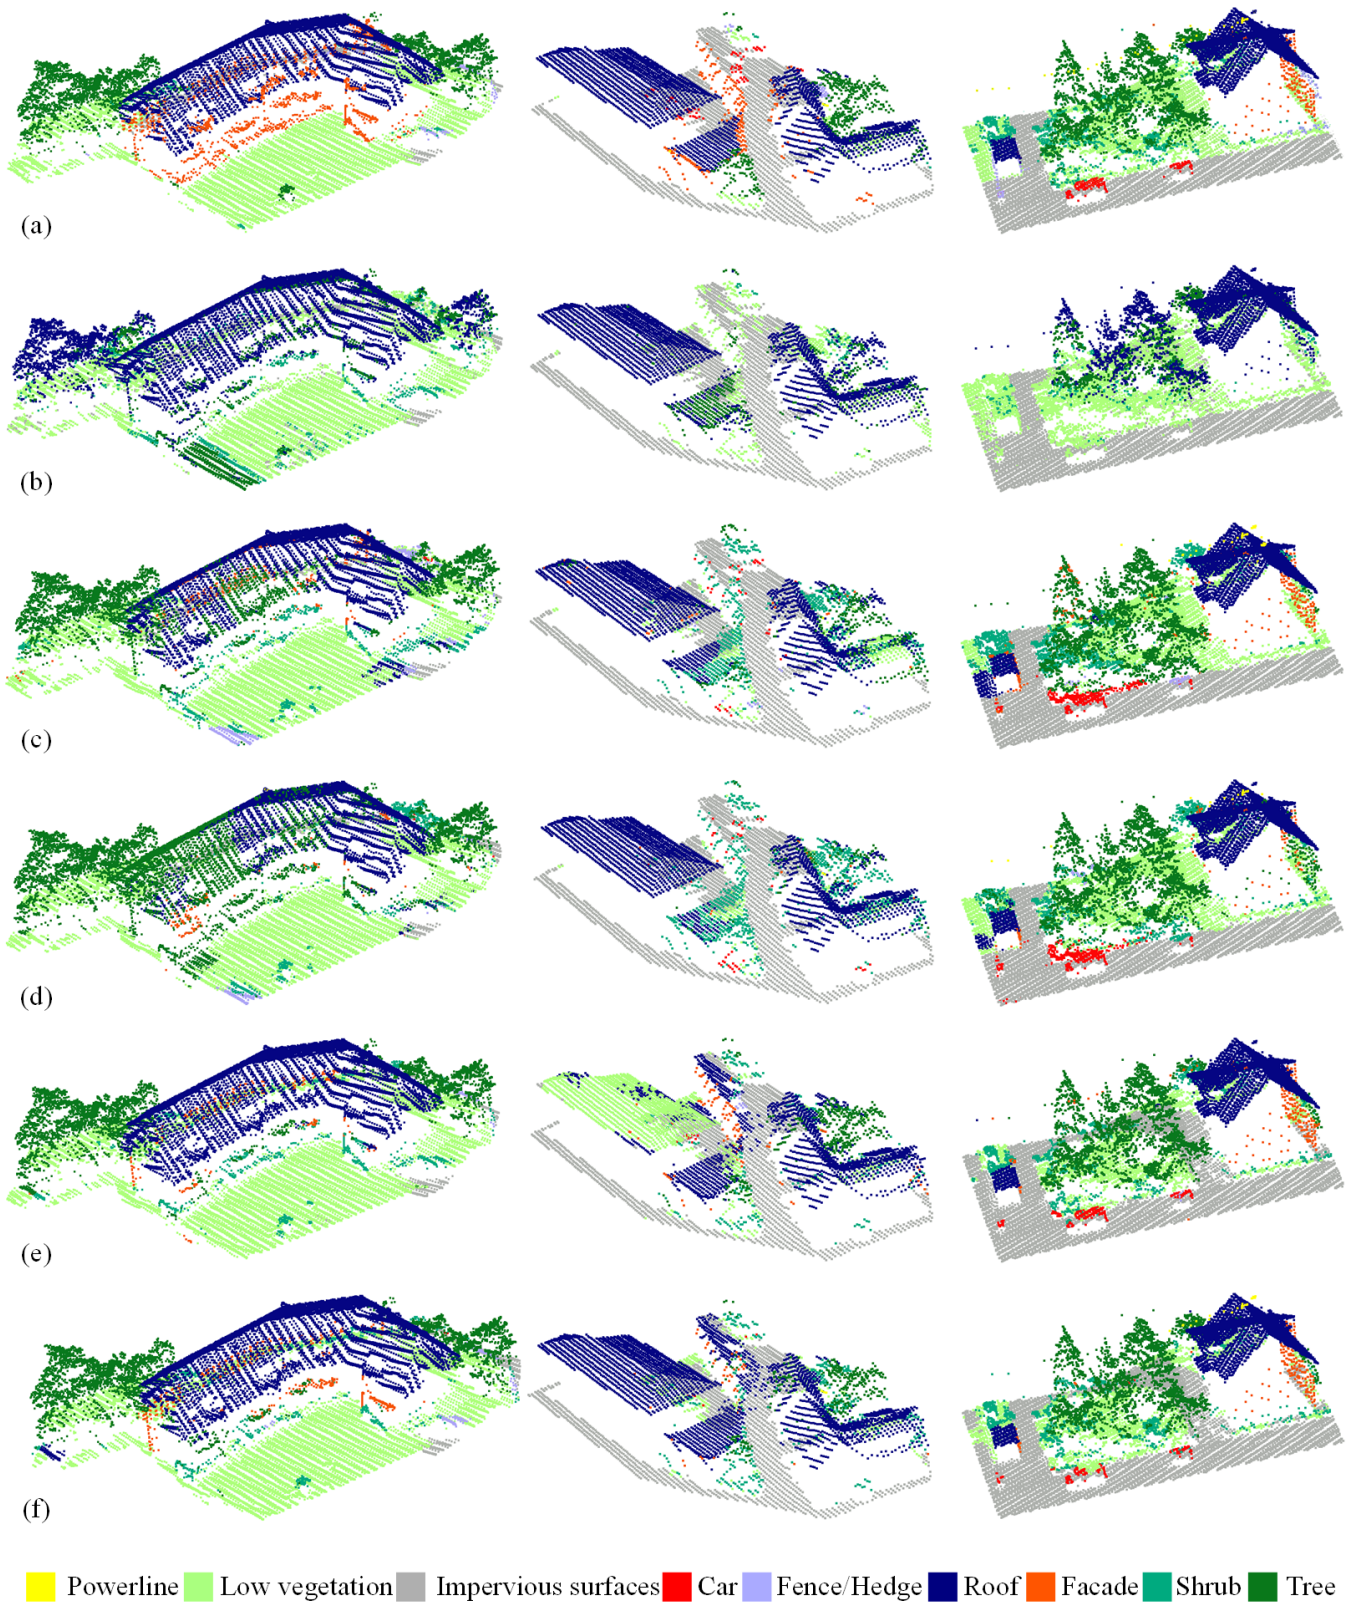 (a)
(b)
(c)
(d)
(e)
(f)
Powerline Low vegetation Impervious surfaces Car Fence/Hedge Roof Facade Shrub Tree